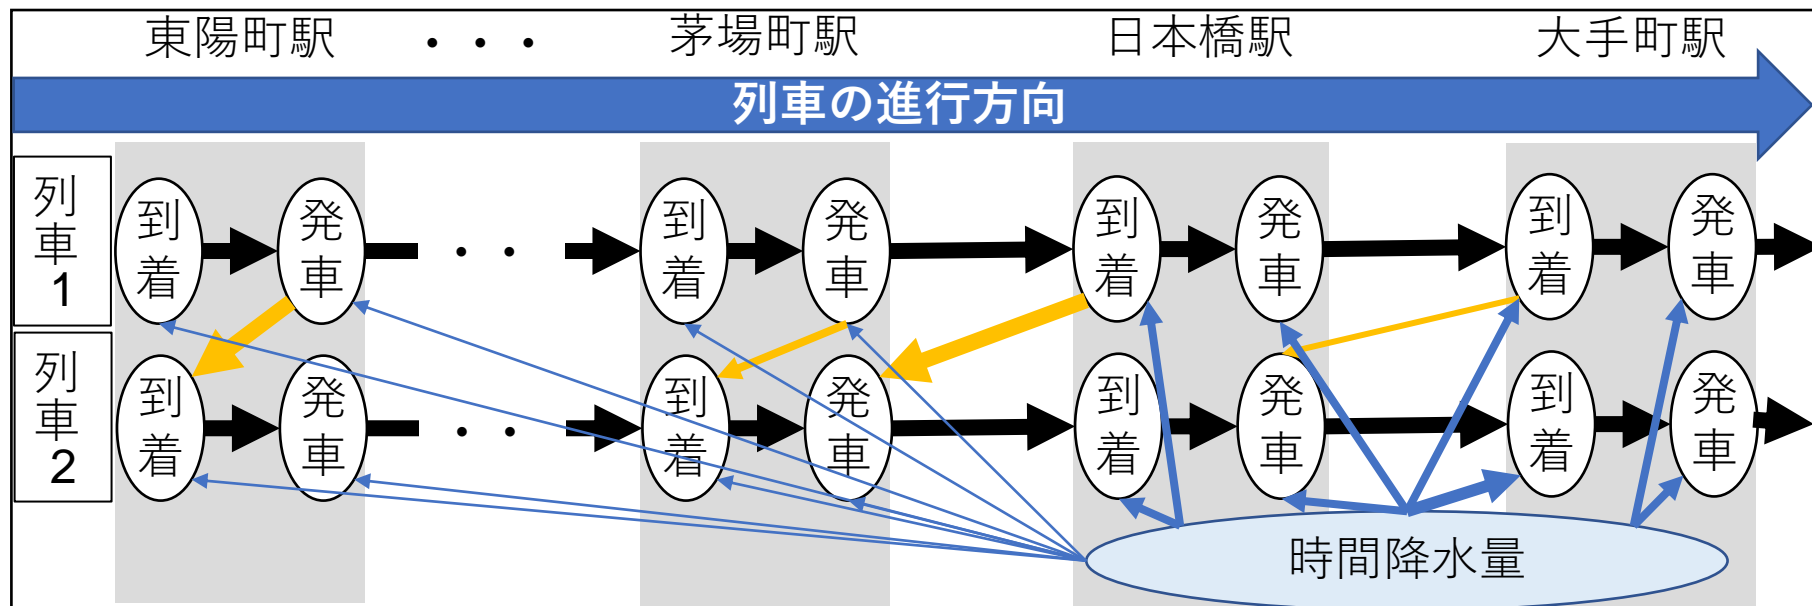 東陽町駅 ・・・ 茅場町駅 日本橋駅 大手町駅
列車の進行方向
列車1
到着 発車 ・・ 到着 発車 到着 発車 到着 発車
列車2
到着 発車 ・・ 到着 発車 到着 発車 到着 発車
時間降水量